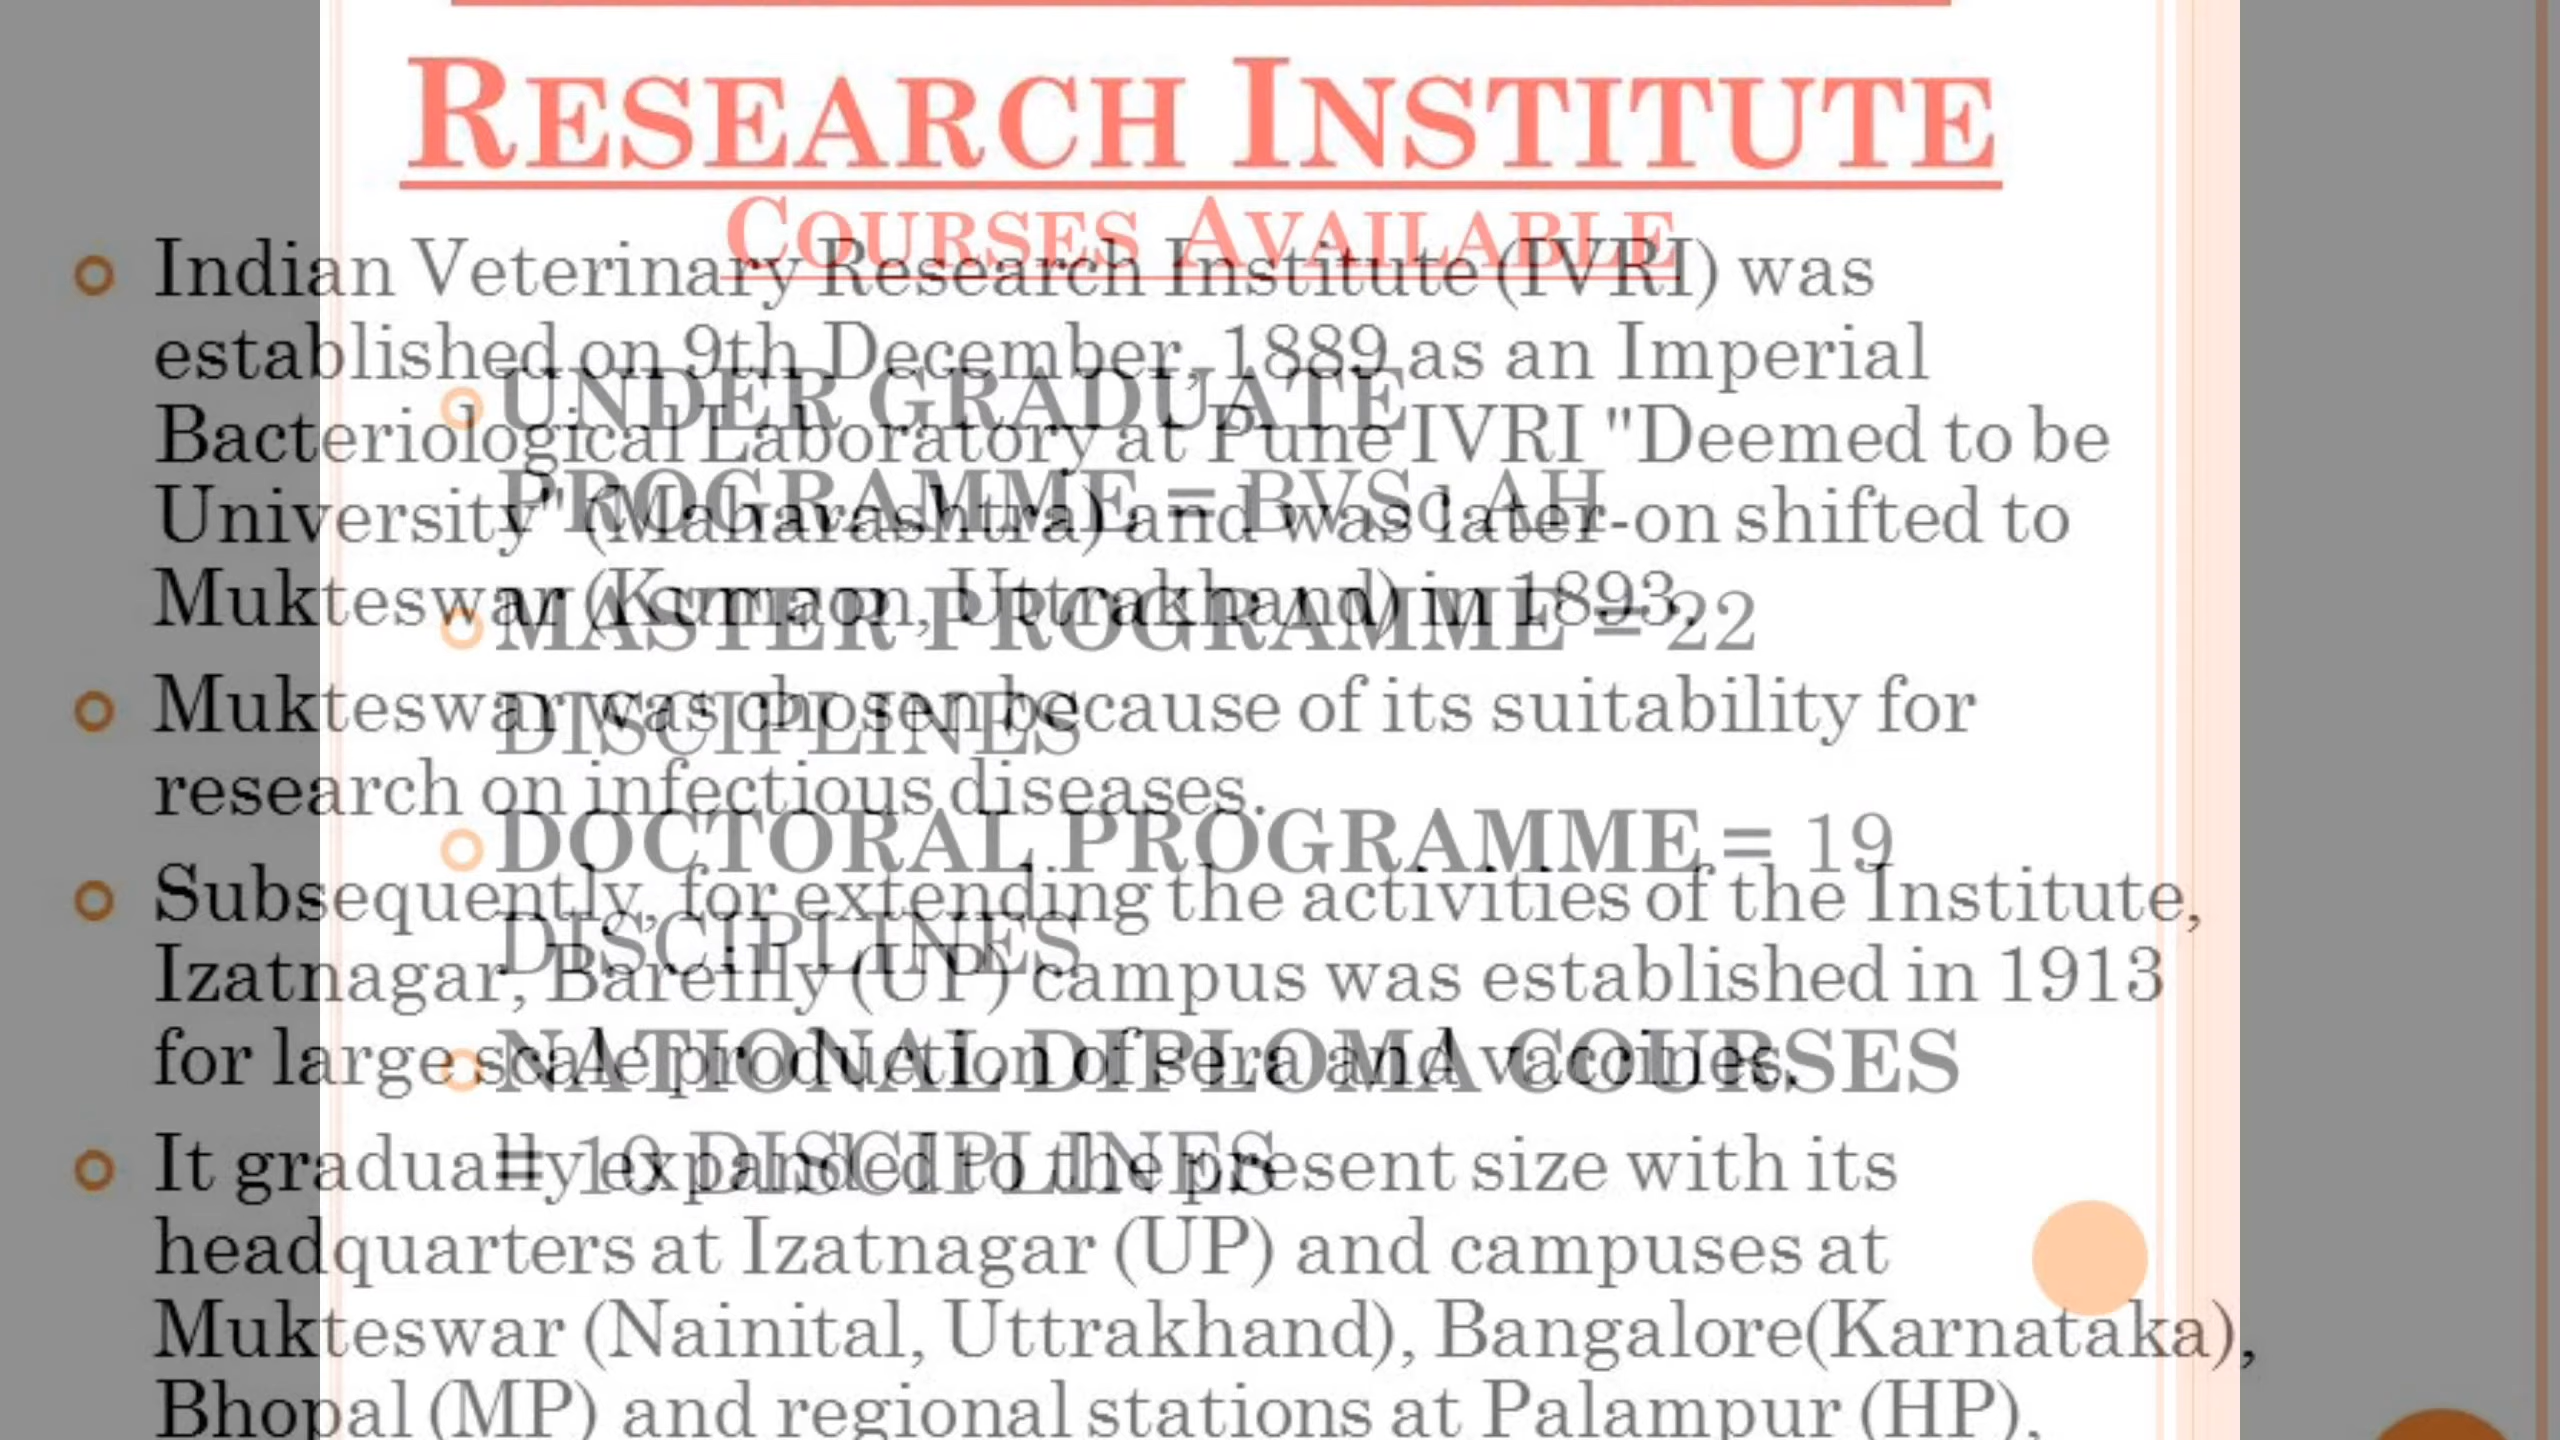 RESEARCH INSTITUTE
COURSES AVAILABLE
Indian Veterinary Research Institute (IVRI) was
established on 9th December, 1889 as an Imperial
Bacteriological Laboratory at Pune IVRI "Deemed to be
University" (Maharashtra) and was later-on shifted to
Mukteswar (Kumaon, Uttrakhand) in 1893.
Mukteswar was chosen because of its suitability for
research on infectious diseases.
Subsequently, for extending the activities of the Institute,
Izatnagar, Bareilly (UP) campus was established in 1913
for large scale production of sera and vaccines.
It gradually expanded to the present size with its
headquarters at Izatnagar (UP) and campuses at
Mukteswar (Nainital, Uttrakhand), Bangalore(Karnataka),
Bhopal (MP) and regional stations at Palampur (HP),
UNDER GRADUATE
PROGRAMME = BVSc AH
MASTER PROGRAMME = 22
DISCIPLINES
DOCTORAL PROGRAMME = 19
DISCIPLINES
NATIONAL DIPLOMA COURSES
= 10 DISCIPLINES